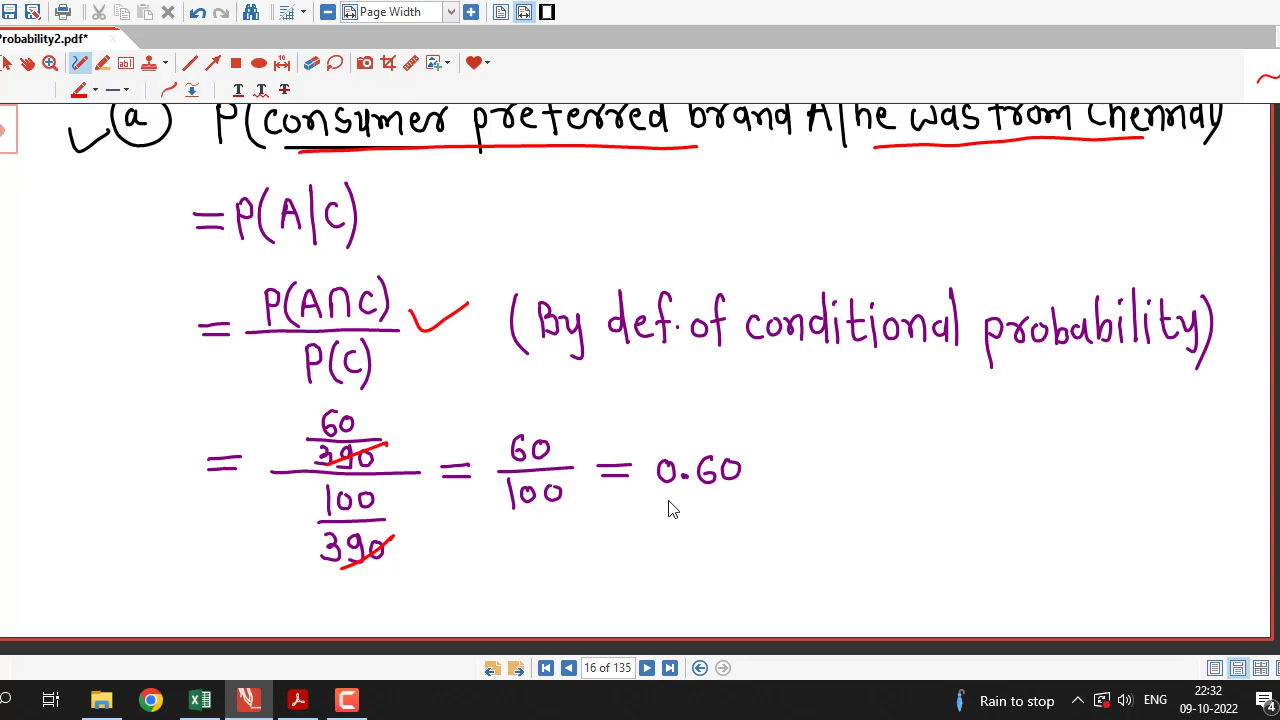 Page Width
Probability2.pdf*
(a) P(consumer preferred brand A|he was from Chennai)
= P(A|C)
= P(A∩C) / P(C) (By def. of conditional probability)
= (60/390) / (100/390) = 60/100 = 0.60
16 of 135
Rain to stop ENG 22:32
09-10-2022 4